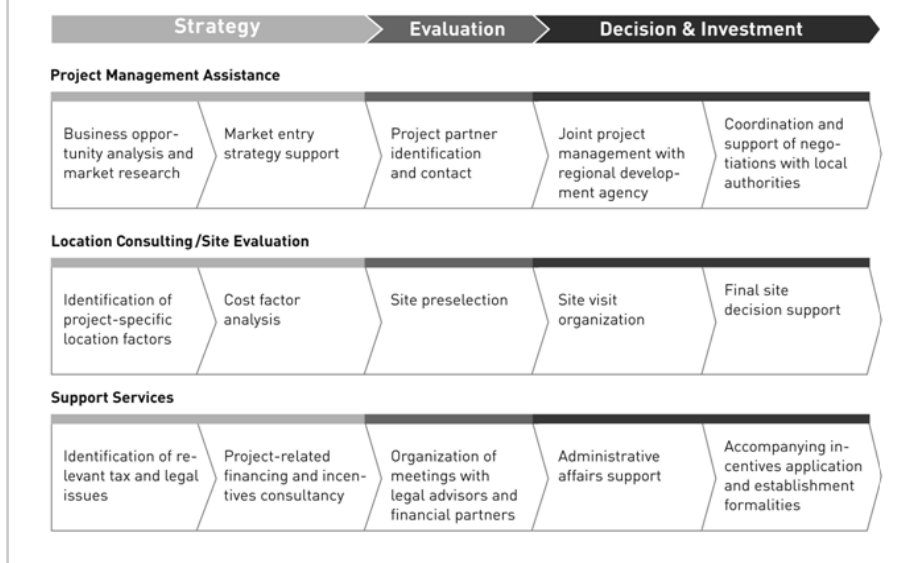 Strategy
Evaluation
Decision & Investment
Project Management Assistance
Business oppor-
tunity analysis and
market research
Market entry
strategy support
Project partner
identification
and contact
Joint project
management with
regional develop-
ment agency
Coordination and
support of nego-
tiations with local
authorities
Location Consulting/Site Evaluation
Identification of
project-specific
location factors
Cost factor
analysis
Site preselection
Site visit
organization
Final site
decision support
Support Services
Identification of re-
levant tax and legal
issues
Project-related
financing and incen-
tives consultancy
Organization of
meetings with
legal advisors and
financial partners
Administrative
affairs support
Accompanying in-
centives application
and establishment
formalities